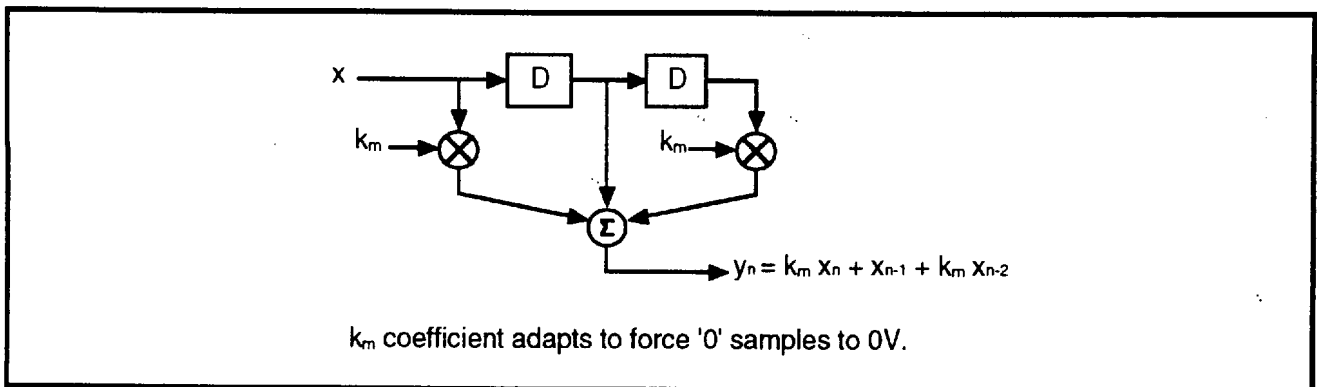 x
D
D
kₘ
kₘ
Σ
yₙ = kₘ xₙ + xₙ₋₁ + kₘ xₙ₋₂
kₘ coefficient adapts to force '0' samples to 0V.